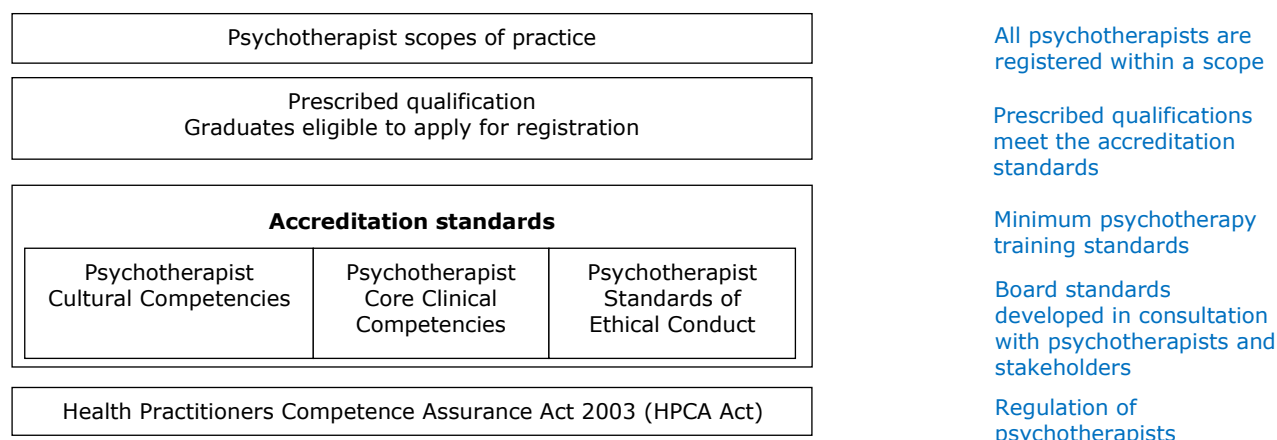 Psychotherapist scopes of practice
All psychotherapists are
registered within a scope
Prescribed qualification
Graduates eligible to apply for registration
Prescribed qualifications
meet the accreditation
standards
Accreditation standards
Minimum psychotherapy
training standards
Psychotherapist
Cultural Competencies
Psychotherapist
Core Clinical
Competencies
Psychotherapist
Standards of
Ethical Conduct
Board standards
developed in consultation
with psychotherapists and
stakeholders
Health Practitioners Competence Assurance Act 2003 (HPCA Act)
Regulation of
psychotherapists